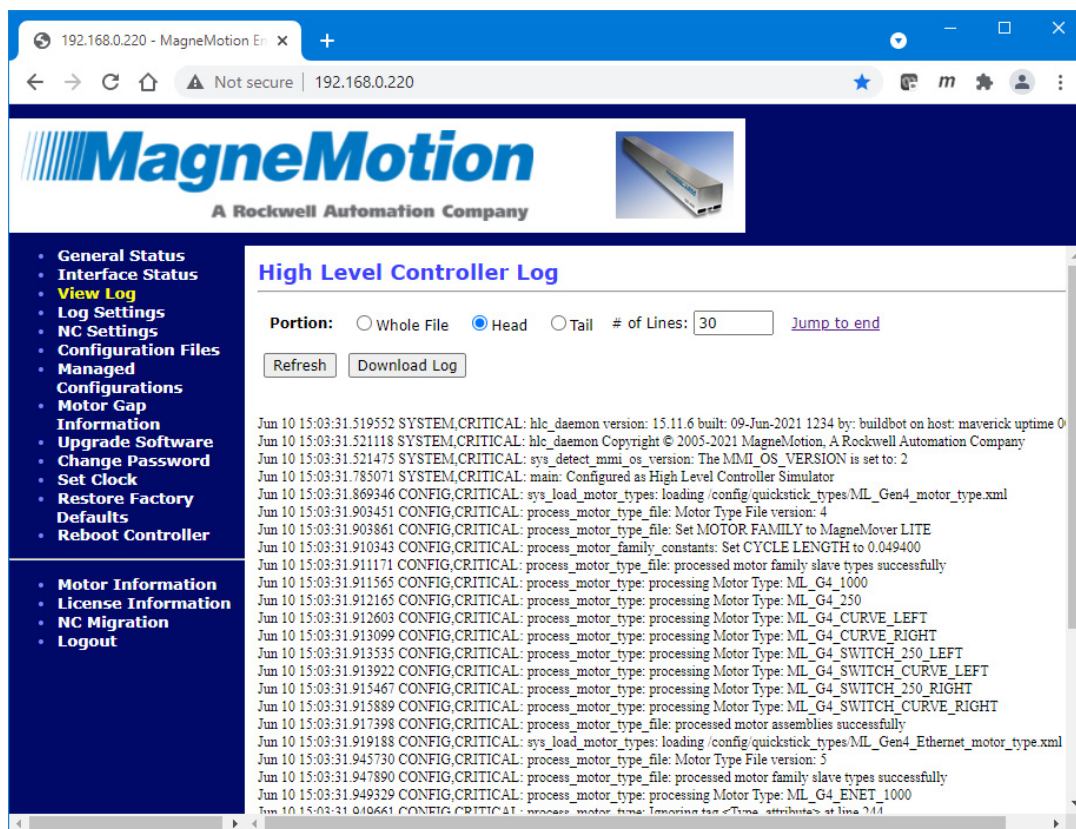 192.168.0.220 - MagneMotion En
Not secure | 192.168.0.220
MagneMotion
A Rockwell Automation Company
General Status
Interface Status
View Log
Log Settings
NC Settings
Configuration Files
Managed
Configurations
Motor Gap
Information
Upgrade Software
Change Password
Set Clock
Restore Factory
Defaults
Reboot Controller
Motor Information
License Information
NC Migration
Logout
High Level Controller Log
Portion: Whole File Head Tail # of Lines: 30 Jump to end
Refresh Download Log
Jun 10 15:03:31.519552 SYSTEM,CRITICAL: hlc_daemon version: 15.11.6 built: 09-Jun-2021 1234 by: buildbot on host: maverick uptime 0
Jun 10 15:03:31.521118 SYSTEM,CRITICAL: hlc_daemon Copyright © 2005-2021 MagneMotion, A Rockwell Automation Company
Jun 10 15:03:31.521475 SYSTEM,CRITICAL: sys_detect_mmi_os_version: The MMI_OS_VERSION is set to: 2
Jun 10 15:03:31.785071 SYSTEM,CRITICAL: main: Configured as High Level Controller Simulator
Jun 10 15:03:31.869346 CONFIG,CRITICAL: sys_load_motor_types: loading /config/quickstick_types/ML_Gen4_motor_type.xml
Jun 10 15:03:31.903451 CONFIG,CRITICAL: process_motor_type_file: Motor Type File version: 4
Jun 10 15:03:31.903861 CONFIG,CRITICAL: process_motor_type_file: Set MOTOR FAMILY to MagneMover LITE
Jun 10 15:03:31.910343 CONFIG,CRITICAL: process_motor_family_constants: Set CYCLE LENGTH to 0.049400
Jun 10 15:03:31.911171 CONFIG,CRITICAL: process_motor_type_file: processed motor family slave types successfully
Jun 10 15:03:31.911565 CONFIG,CRITICAL: process_motor_type: processing Motor Type: ML_G4_1000
Jun 10 15:03:31.912165 CONFIG,CRITICAL: process_motor_type: processing Motor Type: ML_G4_250
Jun 10 15:03:31.912603 CONFIG,CRITICAL: process_motor_type: processing Motor Type: ML_G4_CURVE_LEFT
Jun 10 15:03:31.913099 CONFIG,CRITICAL: process_motor_type: processing Motor Type: ML_G4_CURVE_RIGHT
Jun 10 15:03:31.913535 CONFIG,CRITICAL: process_motor_type: processing Motor Type: ML_G4_SWITCH_250_LEFT
Jun 10 15:03:31.913922 CONFIG,CRITICAL: process_motor_type: processing Motor Type: ML_G4_SWITCH_CURVE_LEFT
Jun 10 15:03:31.915467 CONFIG,CRITICAL: process_motor_type: processing Motor Type: ML_G4_SWITCH_250_RIGHT
Jun 10 15:03:31.915889 CONFIG,CRITICAL: process_motor_type: processing Motor Type: ML_G4_SWITCH_CURVE_RIGHT
Jun 10 15:03:31.917398 CONFIG,CRITICAL: process_motor_type_file: processed motor assemblies successfully
Jun 10 15:03:31.919188 CONFIG,CRITICAL: sys_load_motor_types: loading /config/quickstick_types/ML_Gen4_Ethernet_motor_type.xml
Jun 10 15:03:31.945730 CONFIG,CRITICAL: process_motor_type_file: Motor Type File version: 5
Jun 10 15:03:31.947890 CONFIG,CRITICAL: process_motor_type_file: processed motor family slave types successfully
Jun 10 15:03:31.949329 CONFIG,CRITICAL: process_motor_type: processing Motor Type: ML_G4_ENET_1000
Jun 10 15:03:31.949661 CONFIG,CRITICAL: process_motor_type: Ignoring tag <Type_attribute> at line 244